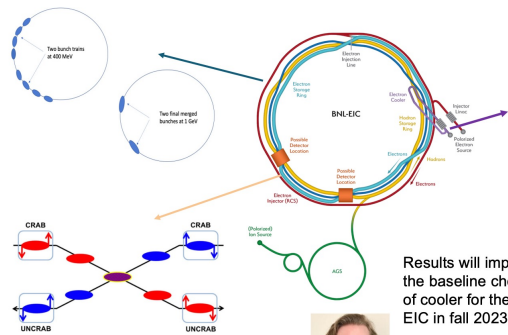 Two bunch trains
at 400 MeV
Two final merged
bunches at 1 GeV
Electron
Injection
Line
Electron
Storage
Ring
BNL-EIC
Electron
Cooler
Injector
Linac
Hadron
Storage
Ring
Polarized
Electron
Source
Possible
Detector
Location
Possible
Detector
Location
Electrons
Hadrons
Electrons
Electron
Injector (RCS)
(Polarized)
Ion Source
AGS
CRAB
CRAB
UNCRAB
UNCRAB
the baseline
of cooler for the
EIC in fall 2023
Results will